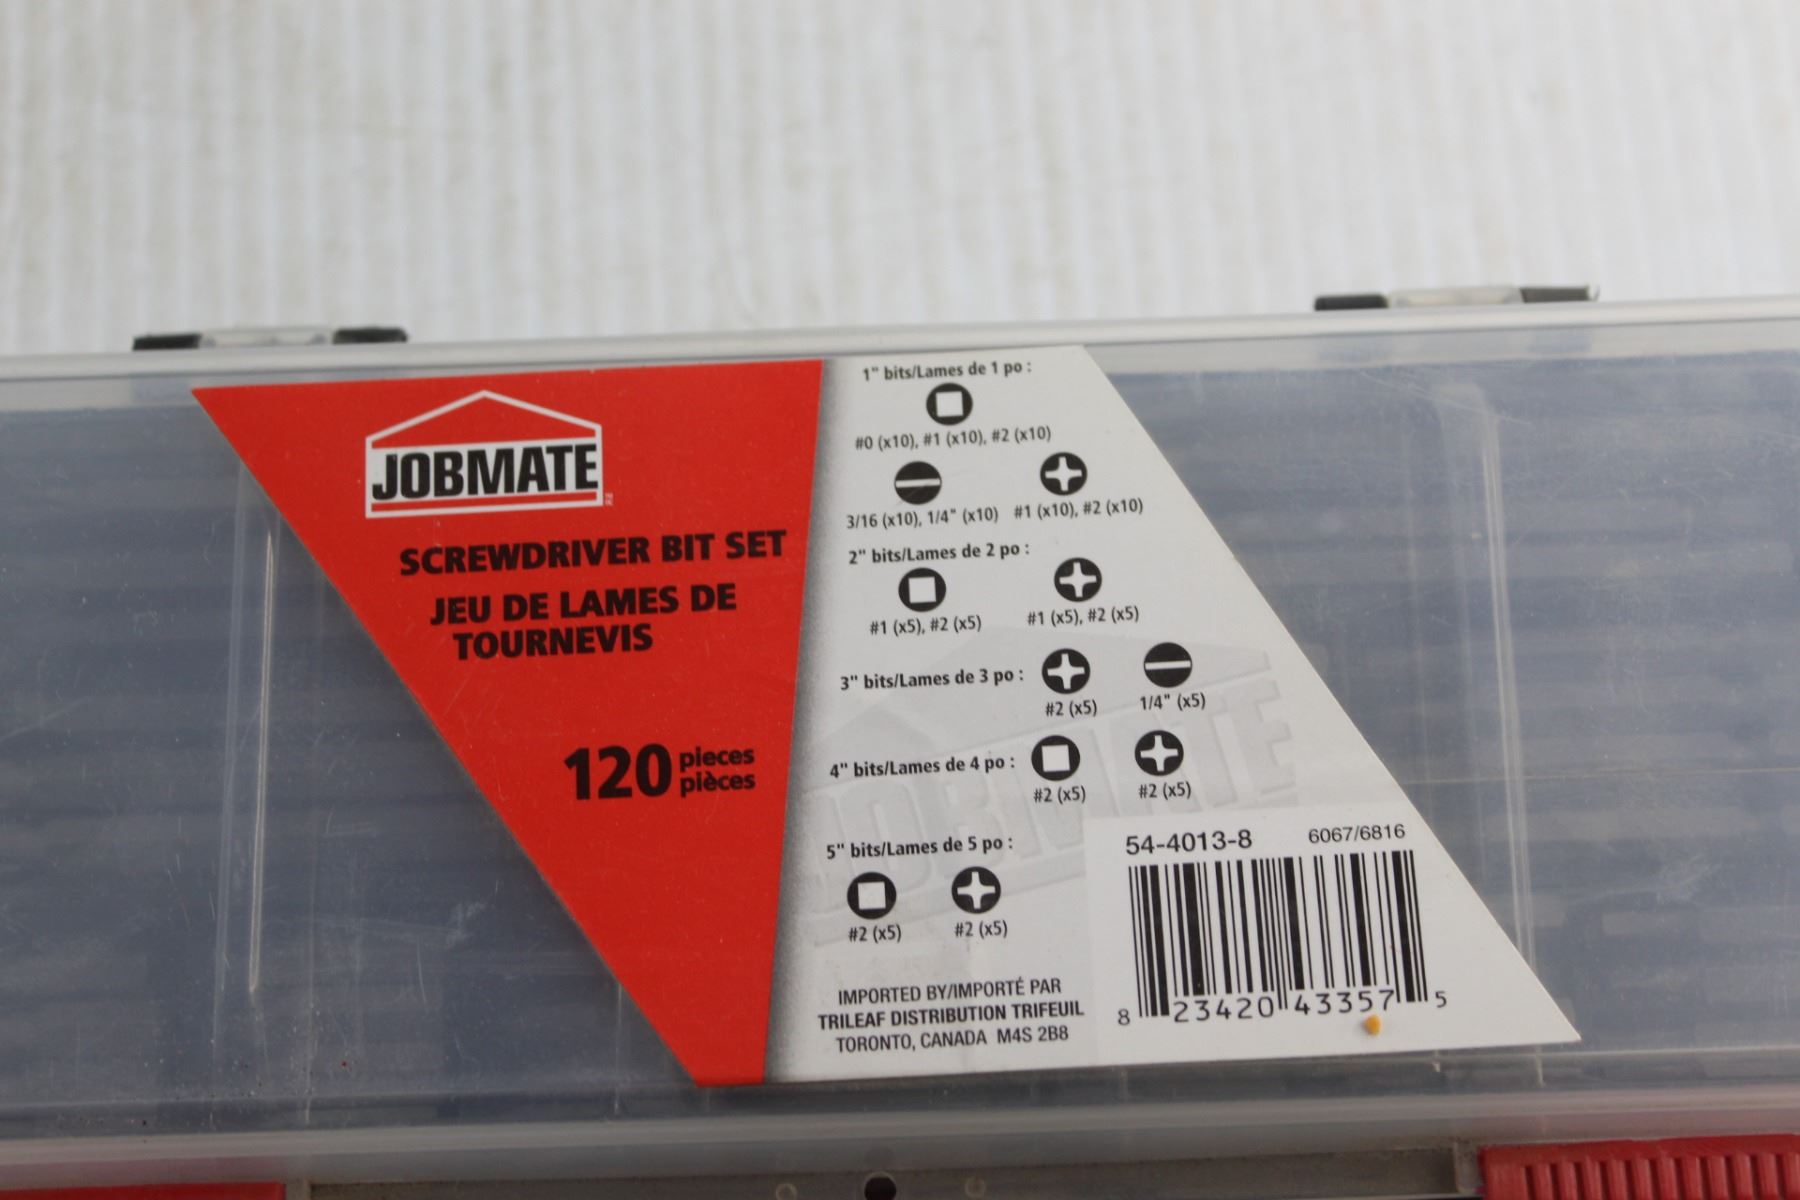 JOBMATE
SCREWDRIVER BIT SET
JEU DE LAMES DE
TOURNEVIS
120 pieces
pièces
1" bits/Lames de 1 po :
#0 (x10), #1 (x10), #2 (x10)
3/16 (x10), 1/4" (x10) #1 (x10), #2 (x10)
2" bits/Lames de 2 po :
#1 (x5), #2 (x5) #1 (x5), #2 (x5)
3" bits/Lames de 3 po :
#2 (x5) 1/4" (x5)
4" bits/Lames de 4 po :
#2 (x5) #2 (x5)
5" bits/Lames de 5 po :
#2 (x5) #2 (x5)
JOBMATE
IMPORTED BY/IMPORTÉ PAR
TRILEAF DISTRIBUTION TRIFEUIL
TORONTO, CANADA M4S 2B8
54-4013-8 6067/6816
8 23420 43357 5